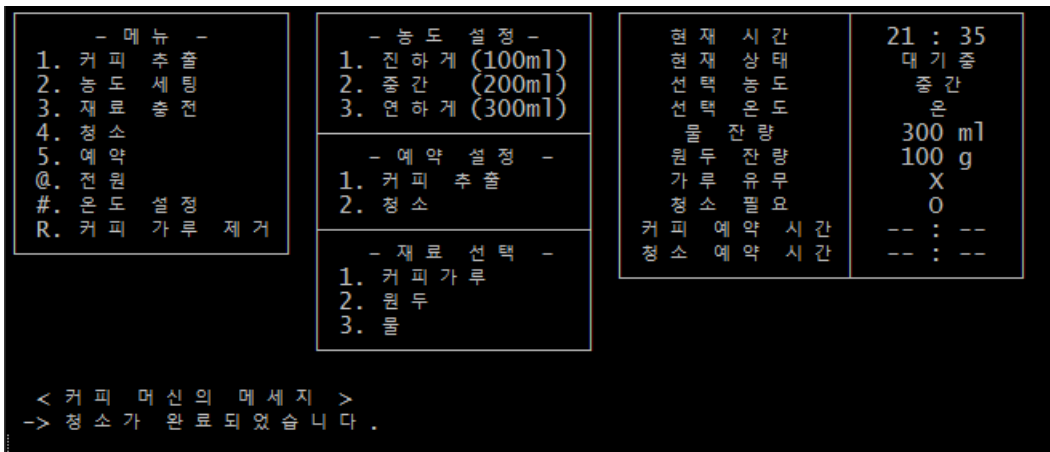 - 메뉴 -
1. 커피 추출
2. 농도 세팅
3. 재료 충전
4. 청소
5. 예약
@. 전원
#. 온도 설정
R. 커피 가루 제거
- 농도 설정 -
1. 진하게 (100ml)
2. 중간 (200ml)
3. 연하게 (300ml)
- 예약 설정 -
1. 커피 추출
2. 청소
- 재료 선택 -
1. 커피가루
2. 원두
3. 물
현재 시간 21 : 35
현재 상태 대기중
선택 농도 중간
선택 온도 온
물 잔량 300 ml
원두 잔량 100 g
가루 유무 X
청소 필요 O
커피 예약 시간 -- : --
청소 예약 시간 -- : --
< 커피 머신의 메세지 >
-> 청소가 완료되었습니다.